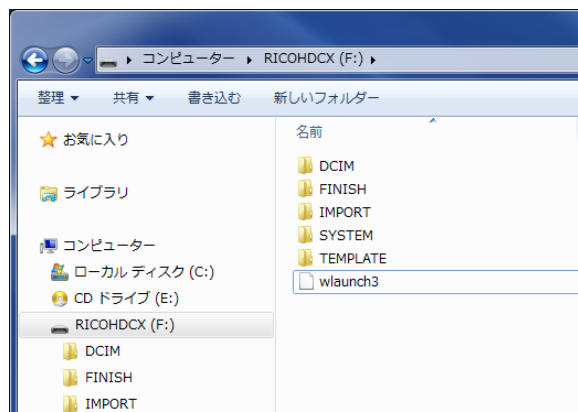 コンピューター ▸ RICOHDCX (F:) ▸
整理 ▼ 共有 ▼ 書き込む 新しいフォルダー
お気に入り
ライブラリ
コンピューター
ローカル ディスク (C:)
CD ドライブ (E:)
RICOHDCX (F:)
DCIM
FINISH
IMPORT
名前
DCIM
FINISH
IMPORT
SYSTEM
TEMPLATE
wlaunch3